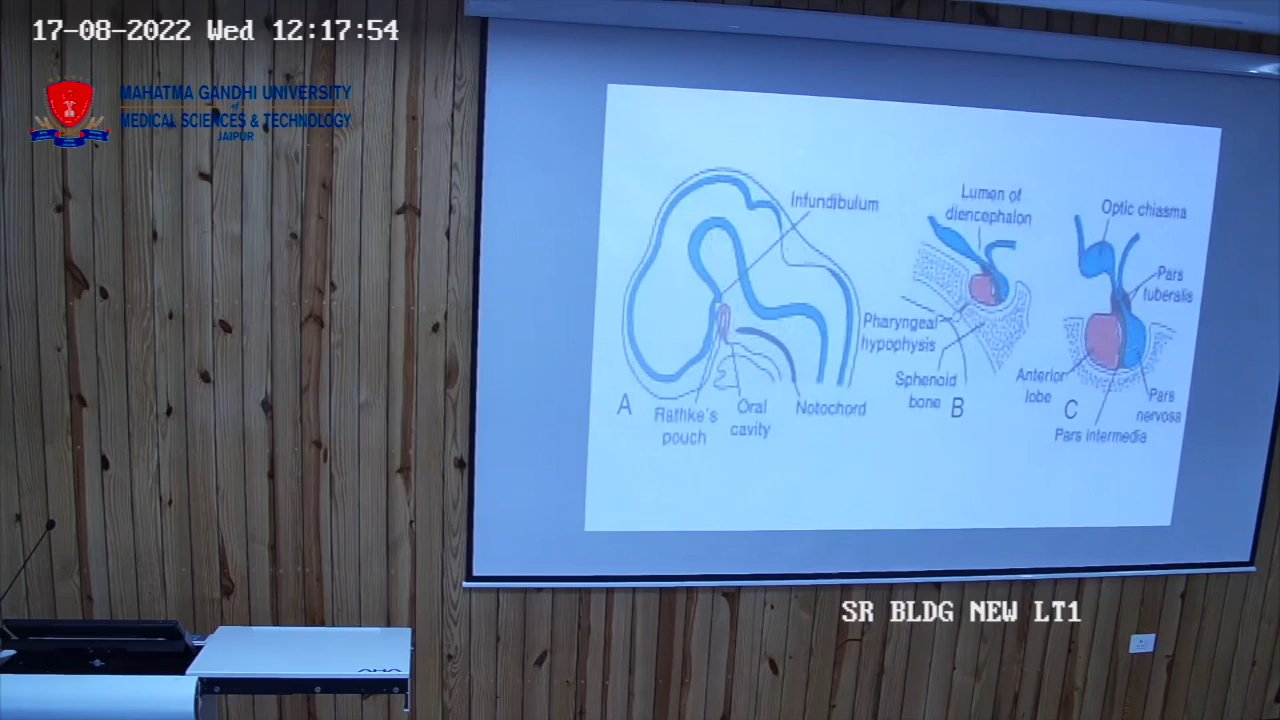 17-08-2022 Wed 12:17:54
MAHATMA GANDHI UNIVERSITY
of
MEDICAL SCIENCES & TECHNOLOGY
JAIPUR
Infundibulum
Lumen of
diencephalon
Optic chiasma
Pars
tuberalis
Pharyngeal
hypophysis
Sphenoid
bone
Anterior
lobe
Pars
nervosa
Pars intermedia
A
Rathke's
pouch
Oral
cavity
Notochord
B
C
SR BLDG NEW LT1